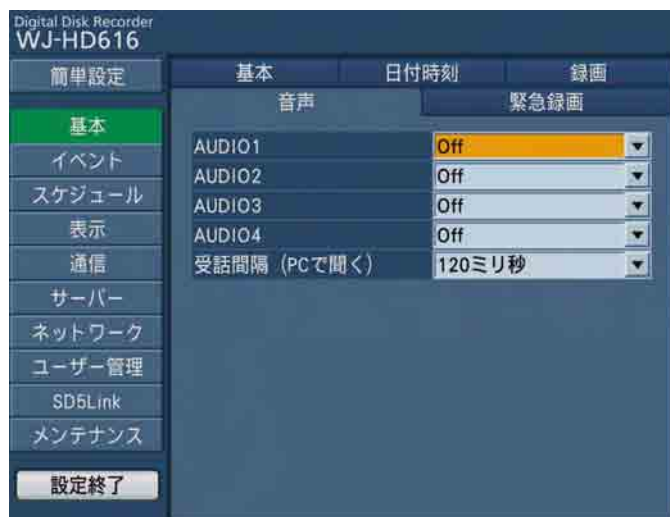 Digital Disk Recorder
WJ-HD616
簡単設定
基本
イベント
スケジュール
表示
通信
サーバー
ネットワーク
ユーザー管理
SD5Link
メンテナンス
設定終了
基本 日付時刻 録画
音声 緊急録画
AUDIO1 Off
AUDIO2 Off
AUDIO3 Off
AUDIO4 Off
受話間隔 (PCで聞く) 120ミリ秒